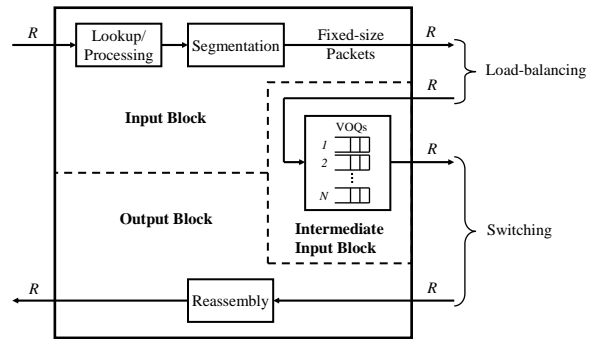 R
Lookup/
Processing
Segmentation
Fixed-size
Packets
R
Load-balancing
R
Input Block
VOQs
1
2
N
R
Output Block
Intermediate
Input Block
Switching
R
Reassembly
R